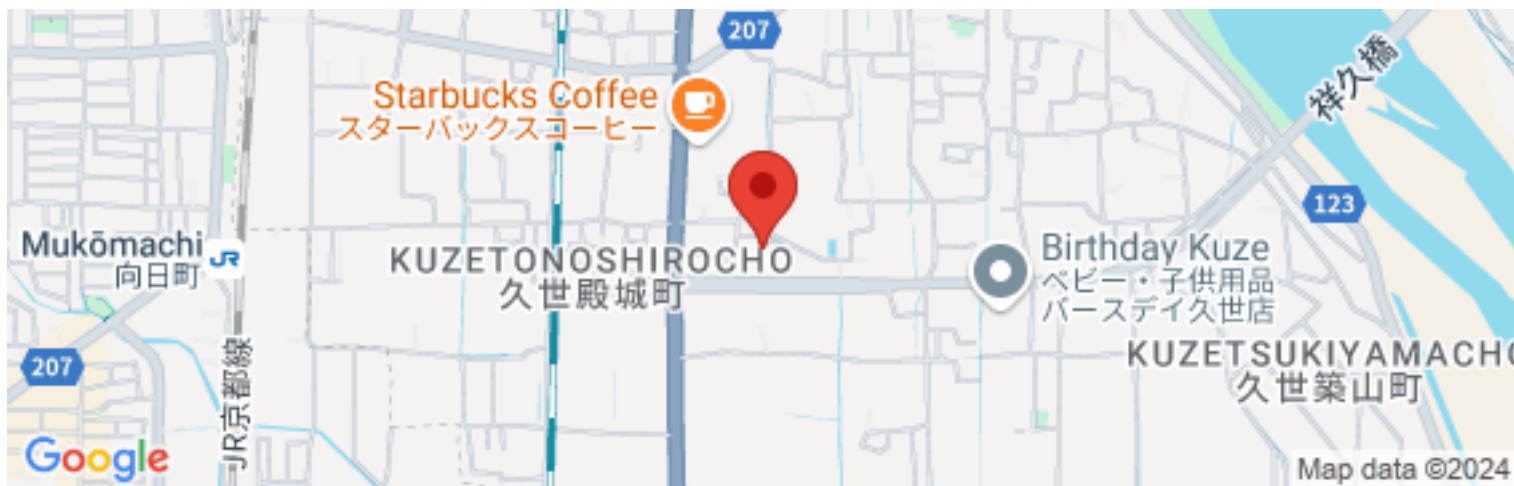 207
Starbucks Coffee
スターバックスコーヒー
祥久橋
123
Mukōmachi
向日町
JR
KUZETONOSHIROCHO
久世殿城町
Birthday Kuze
ベビー・子供用品
バースデイ久世店
KUZETSUKIYAMACHO
久世築山町
207
JR京都線
Google
Map data ©2024